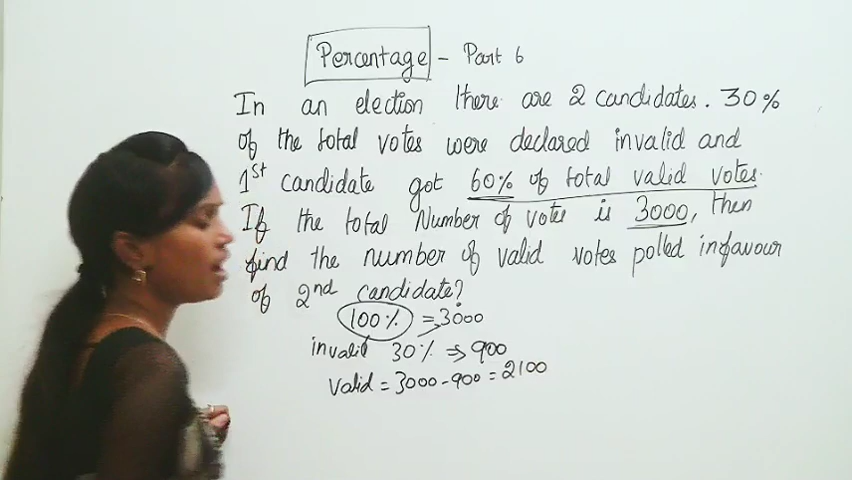 Percentage - Part 6
In an election there are 2 candidates. 30%
of the total votes were declared invalid and
1st candidate got 60% of total valid votes.
If the total Number of votes is 3000, then
find the number of valid votes polled infavour
of 2nd candidate?
100% = 3000
invalid 30% ⇒ 900
Valid = 3000 - 900 = 2100